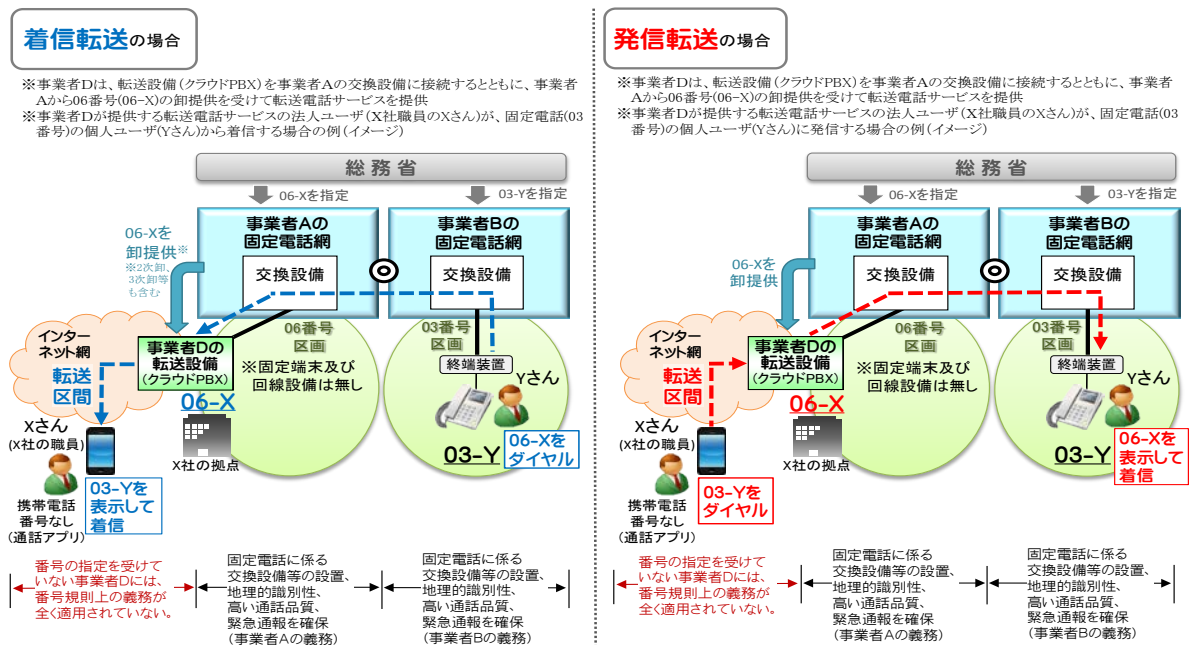 着信転送の場合
※事業者Dは、転送設備(クラウドPBX)を事業者Aの交換設備に接続するとともに、事業者
Aから06番号(06-X)の卸提供を受けて転送電話サービスを提供
※事業者Dが提供する転送電話サービスの法人ユーザ(X社職員のXさん)が、固定電話(03
番号)の個人ユーザ(Yさん)から着信する場合の例(イメージ)
総務省
06-Xを指定
03-Yを指定
06-Xを
卸提供※
※2次卸、
3次卸等
も含む
事業者Aの
固定電話網
交換設備
事業者Bの
固定電話網
交換設備
インター
ネット網
転送
区間
事業者Dの
転送設備
(クラウドPBX)
06番号
区画
※固定端末及び
回線設備は無し
03番号
区画
終端装置
Yさん
06-X
X社の拠点
03-Y
06-Xを
ダイヤル
Xさん
(X社の職員)
携帯電話
番号なし
(通話アプリ)
03-Yを
表示して
着信
番号の指定を受けて
いない事業者Dには、
番号規則上の義務が
全く適用されていない。
固定電話に係る
交換設備等の設置、
地理的識別性、
高い通話品質、
緊急通報を確保
(事業者Aの義務)
固定電話に係る
交換設備等の設置、
地理的識別性、
高い通話品質、
緊急通報を確保
(事業者Bの義務)
発信転送の場合
※事業者Dは、転送設備(クラウドPBX)を事業者Aの交換設備に接続するとともに、事業者
Aから06番号(06-X)の卸提供を受けて転送電話サービスを提供
※事業者Dが提供する転送電話サービスの法人ユーザ(X社職員のXさん)が、固定電話(03
番号)の個人ユーザ(Yさん)に発信する場合の例(イメージ)
総務省
06-Xを指定
03-Yを指定
06-Xを
卸提供
事業者Aの
固定電話網
交換設備
事業者Bの
固定電話網
交換設備
インター
ネット網
転送
区間
事業者Dの
転送設備
(クラウドPBX)
06番号
区画
※固定端末及び
回線設備は無し
03番号
区画
終端装置
Yさん
06-X
X社の拠点
03-Y
06-Xを
表示して
着信
Xさん
(X社の職員)
携帯電話
番号なし
(通話アプリ)
03-Yを
ダイヤル
番号の指定を受けて
いない事業者Dには、
番号規則上の義務が
全く適用されていない。
固定電話に係る
交換設備等の設置、
地理的識別性、
高い通話品質、
緊急通報を確保
(事業者Aの義務)
固定電話に係る
交換設備等の設置、
地理的識別性、
高い通話品質、
緊急通報を確保
(事業者Bの義務)